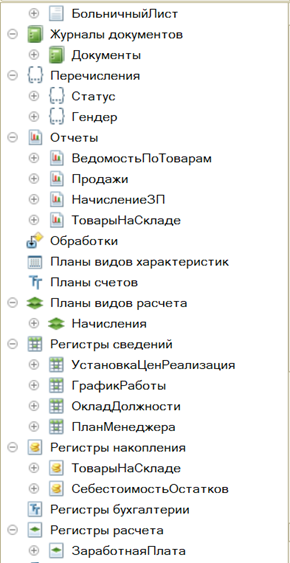 БольничныйЛист
Журналы документов
Документы
Перечисления
Статус
Гендер
Отчеты
ВедомостьПоТоварам
Продажи
НачислениеЗП
ТоварыНаСкладе
Обработки
Планы видов характеристик
Планы счетов
Планы видов расчета
Начисления
Регистры сведений
УстановкаЦенРеализация
ГрафикРаботы
ОкладДолжности
ПланМенеджера
Регистры накопления
ТоварыНаСкладе
СебестоимостьОстатков
Регистры бухгалтерии
Регистры расчета
ЗаработнаяПлата